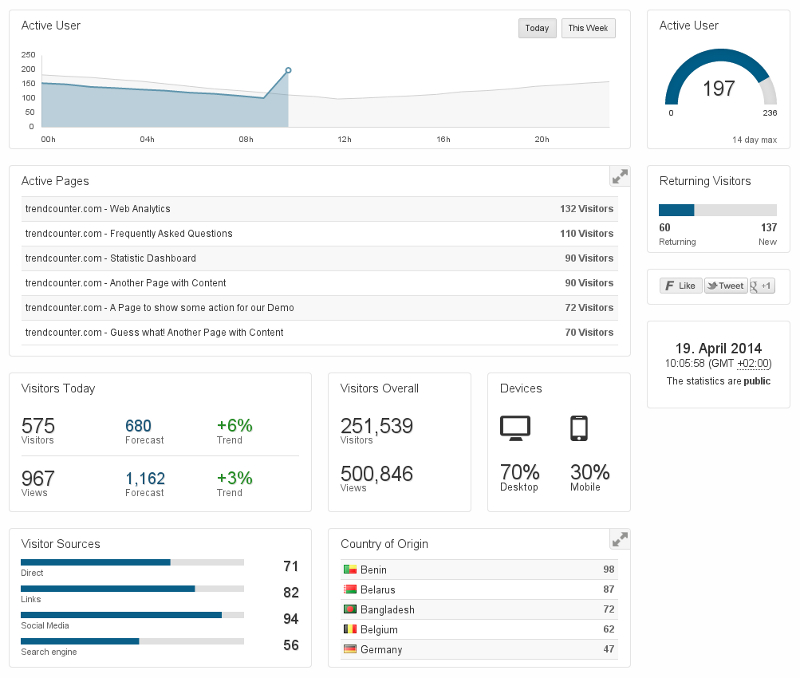 Active User
Today
This Week
250
200
150
100
50
0
00h 04h 08h 12h 16h 20h
Active User
197
0 236
14 day max
Active Pages
trendcounter.com - Web Analytics 132 Visitors
trendcounter.com - Frequently Asked Questions 110 Visitors
trendcounter.com - Statistic Dashboard 90 Visitors
trendcounter.com - Another Page with Content 90 Visitors
trendcounter.com - A Page to show some action for our Demo 72 Visitors
trendcounter.com - Guess what! Another Page with Content 70 Visitors
Returning Visitors
60 137
Returning New
Like Tweet +1
19. April 2014
10:05:58 (GMT +02:00)
The statistics are public
Visitors Today
575 680 +6%
Visitors Forecast Trend
967 1,162 +3%
Views Forecast Trend
Visitors Overall
251,539
Visitors
500,846
Views
Devices
70% 30%
Desktop Mobile
Visitor Sources
71
Direct
82
Links
94
Social Media
56
Search engine
Country of Origin
Benin 98
Belarus 87
Bangladesh 72
Belgium 62
Germany 47